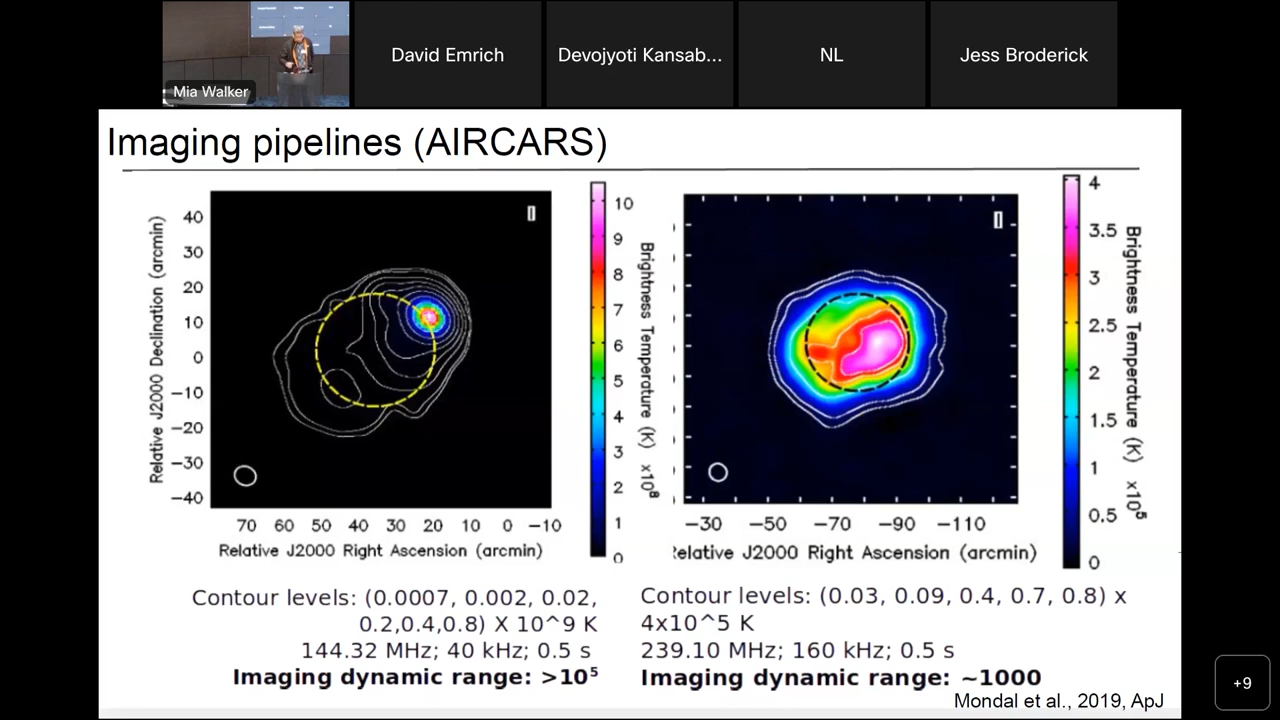 Mia Walker
David Emrich
Devojyoti Kansab...
NL
Jess Broderick
Imaging pipelines (AIRCARS)
Relative J2000 Declination (arcmin)
40
30
20
10
0
−10
−20
−30
−40
70 60 50 40 30 20 10 0 −10
Relative J2000 Right Ascension (arcmin)
10
9
8
7
6
5
4
3
2
1
0
Brightness Temperature (K) x10⁸
−30 −50 −70 −90 −110
Relative J2000 Right Ascension (arcmin)
4
3.5
3
2.5
2
1.5
1
0.5
0
Brightness Temperature (K) x10⁵
Contour levels: (0.0007, 0.002, 0.02,
0.2,0.4,0.8) X 10^9 K
144.32 MHz; 40 kHz; 0.5 s
Imaging dynamic range: >10⁵
Contour levels: (0.03, 0.09, 0.4, 0.7, 0.8) x
4x10^5 K
239.10 MHz; 160 kHz; 0.5 s
Imaging dynamic range: ~1000
Mondal et al., 2019, ApJ
+9